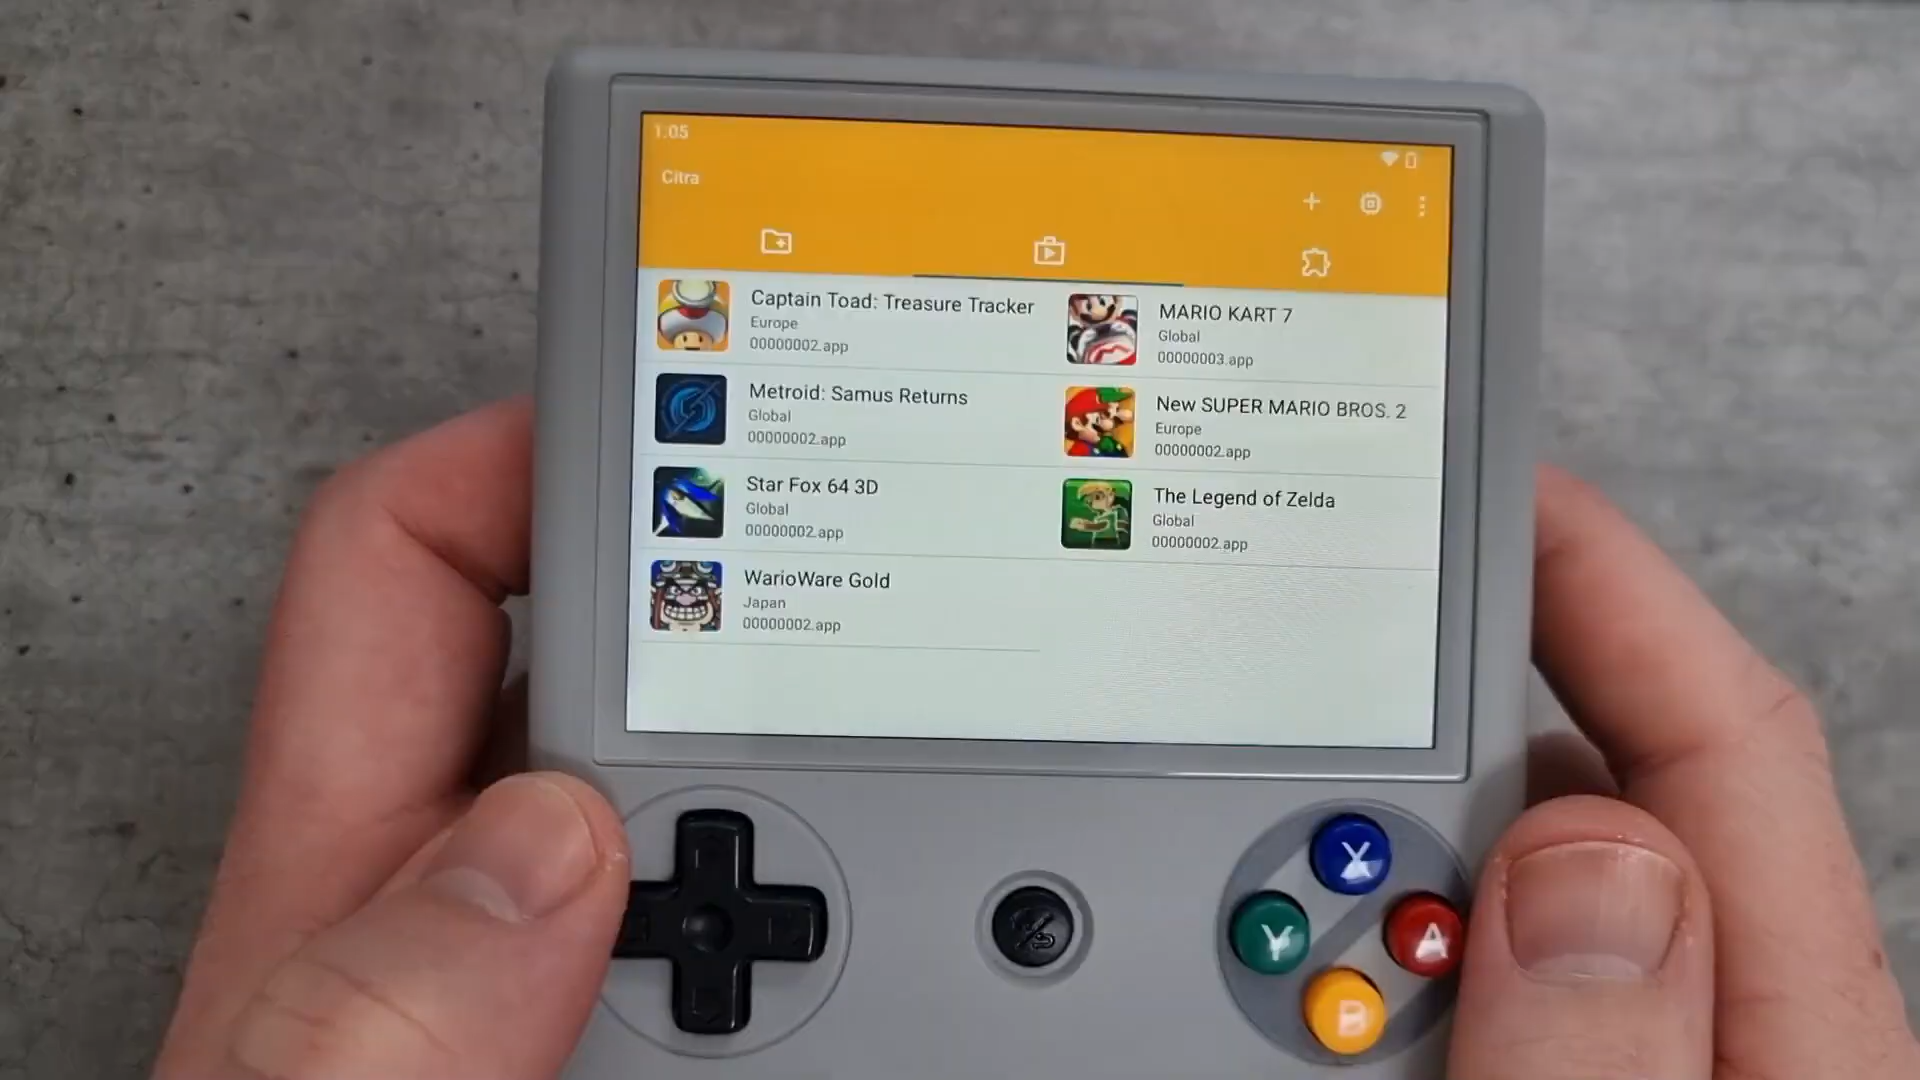 1:05
Citra
Captain Toad: Treasure Tracker
Europe
00000002.app
MARIO KART 7
Global
00000003.app
Metroid: Samus Returns
Global
00000002.app
New SUPER MARIO BROS. 2
Europe
00000002.app
Star Fox 64 3D
Global
00000002.app
The Legend of Zelda
Global
00000002.app
WarioWare Gold
Japan
00000002.app
X
Y
A
B